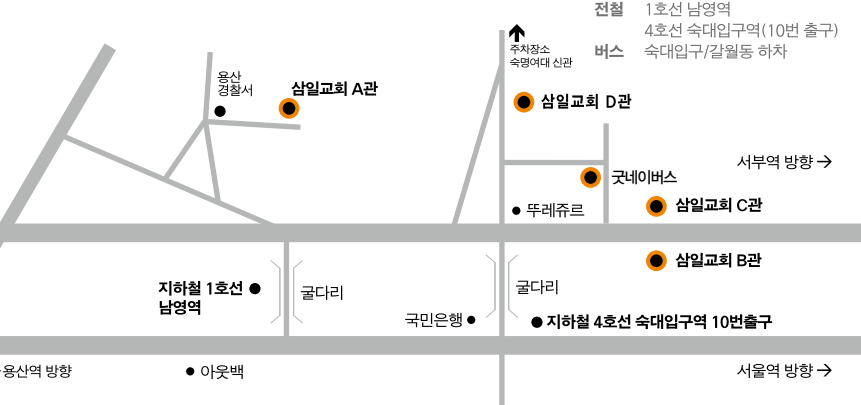 전철 1호선 남영역
4호선 숙대입구역(10번 출구)
버스 숙대입구/갈월동 하차
주차장소
숙명여대 신관
용산
경찰서
삼일교회 A관
삼일교회 D관
서부역 방향 →
굿네이버스
삼일교회 C관
뚜레쥬르
삼일교회 B관
지하철 1호선
남영역
굴다리
굴다리
국민은행
지하철 4호선 숙대입구역 10번출구
용산역 방향
아웃백
서울역 방향 →